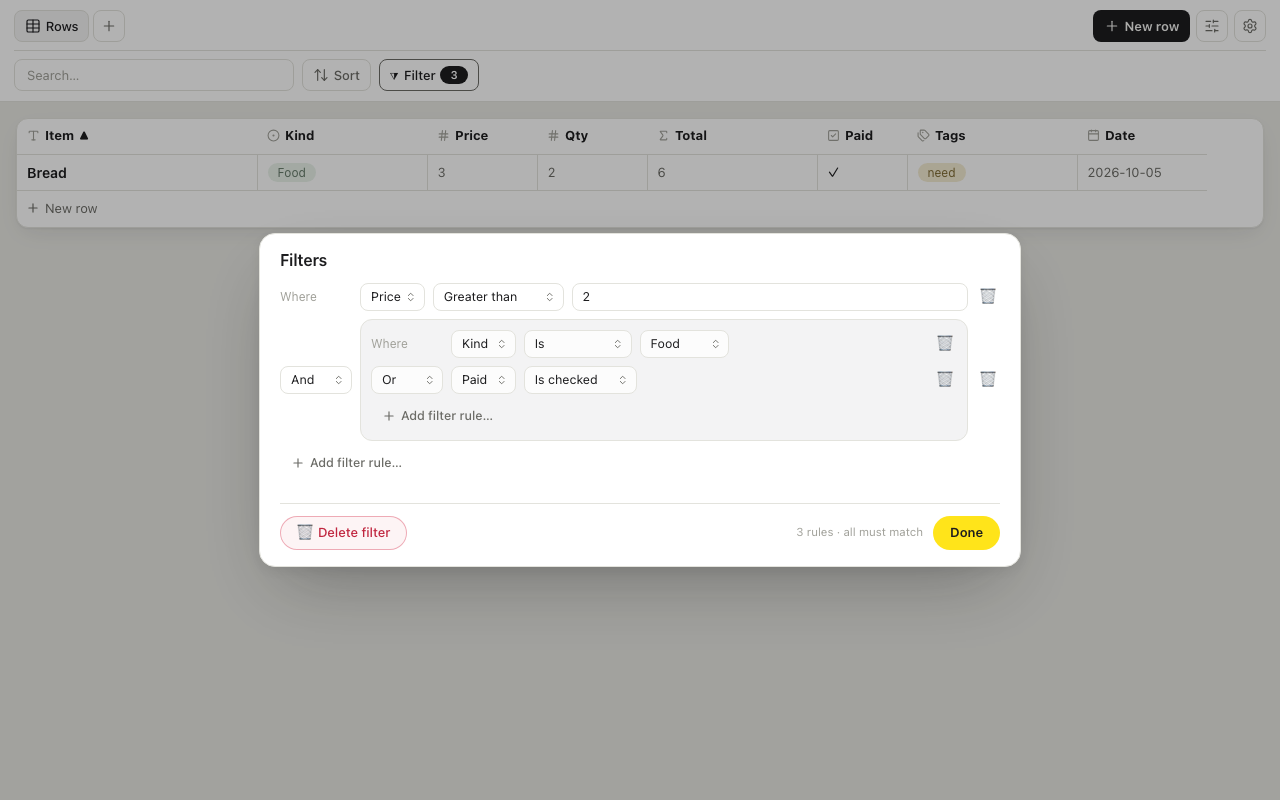 Rows
New row
Search...
Sort
Filter 3
Item Kind Price Qty Total Paid Tags Date
Bread Food 3 2 6 need 2026-10-05
New row
Filters
Where Price Greater than 2
Where Kind Is Food
And Or Paid Is checked
Add filter rule...
Add filter rule...
Delete filter 3 rules · all must match Done